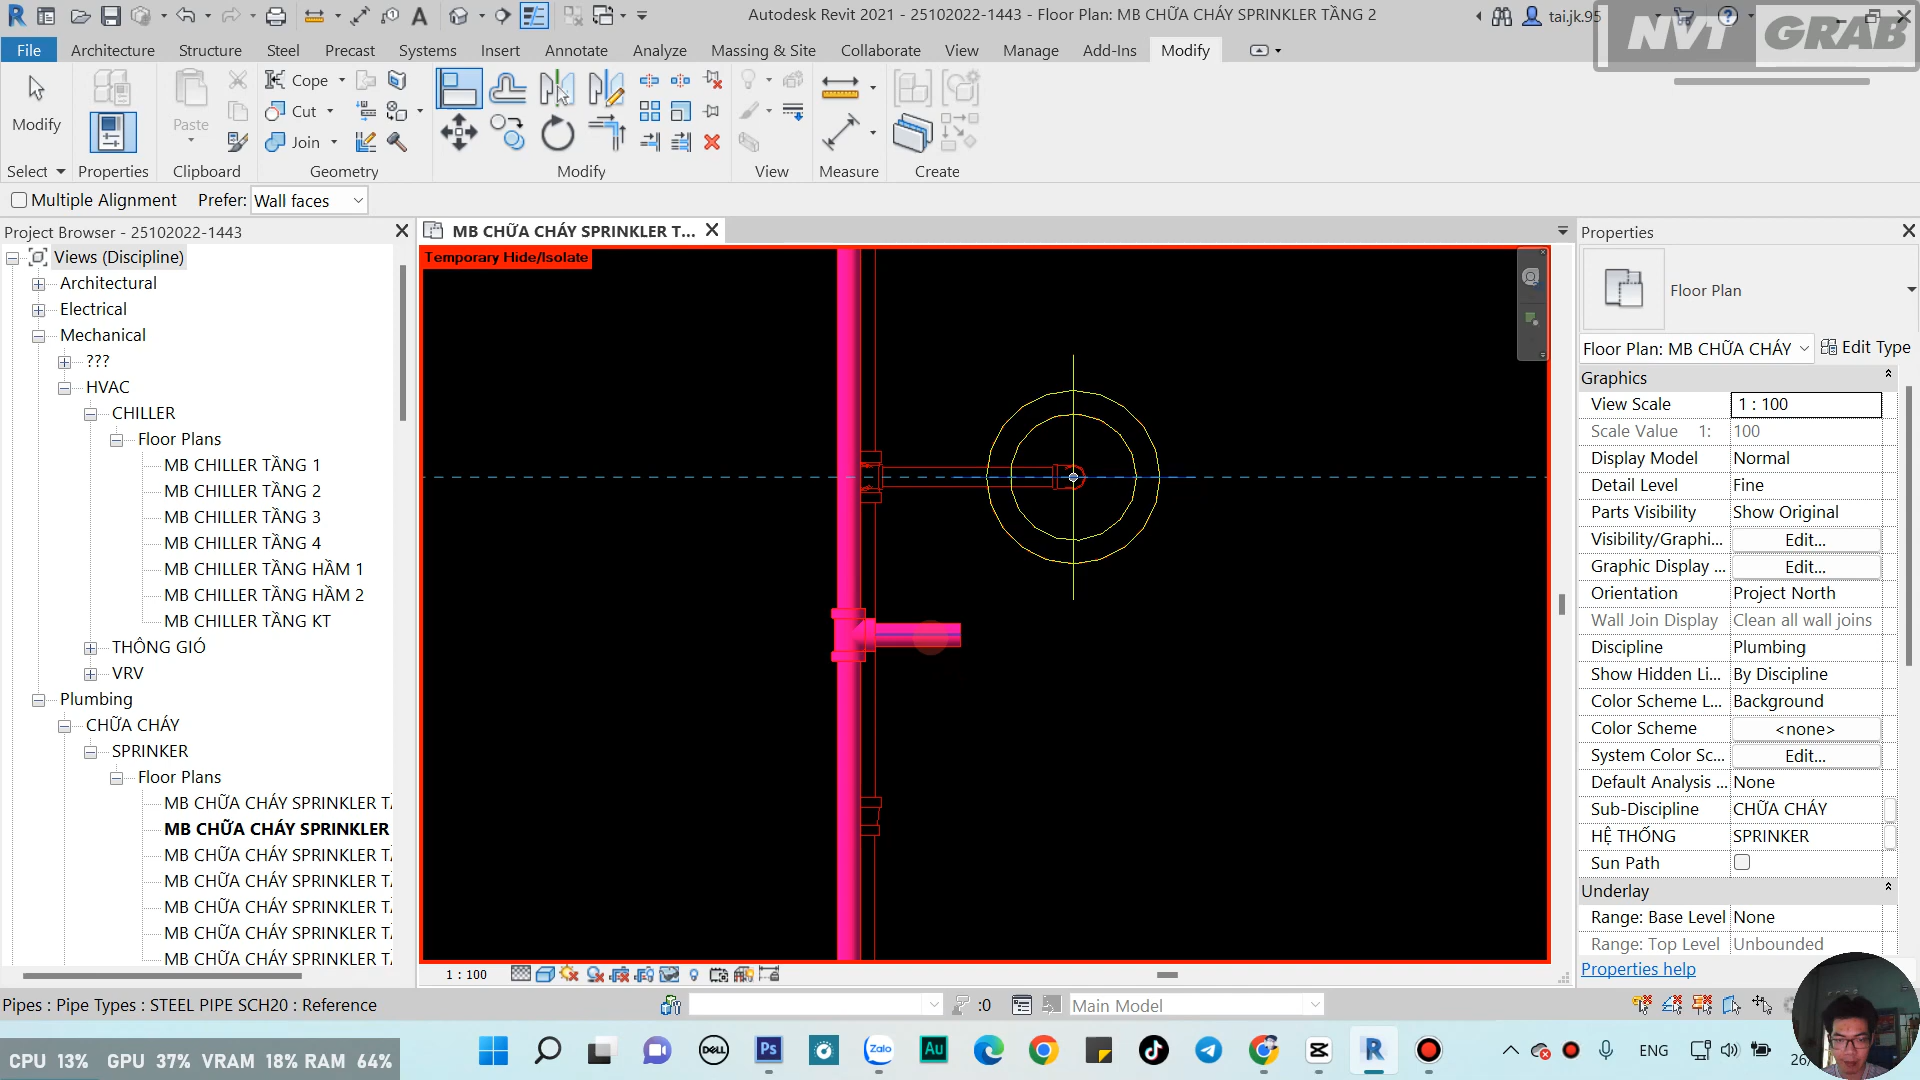 Autodesk Revit 2021 - 25102022-1443 - Floor Plan: MB CHỮA CHÁY SPRINKLER TẦNG 2
tai.jk.95
NVT GRAB
File Architecture Structure Steel Precast Systems Insert Annotate Analyze Massing & Site Collaborate View Manage Add-Ins Modify
Modify
Paste
Cope
Cut
Join
Select Properties Clipboard Geometry Modify View Measure Create
Multiple Alignment Prefer: Wall faces
Project Browser - 25102022-1443
Views (Discipline)
Architectural
Electrical
Mechanical
???
HVAC
CHILLER
Floor Plans
MB CHILLER TẦNG 1
MB CHILLER TẦNG 2
MB CHILLER TẦNG 3
MB CHILLER TẦNG 4
MB CHILLER TẦNG HẦM 1
MB CHILLER TẦNG HẦM 2
MB CHILLER TẦNG KT
THÔNG GIÓ
VRV
Plumbing
CHỮA CHÁY
SPRINKER
Floor Plans
MB CHỮA CHÁY SPRINKLER TẦ
MB CHỮA CHÁY SPRINKLER
MB CHỮA CHÁY SPRINKLER TẦ
MB CHỮA CHÁY SPRINKLER TẦ
MB CHỮA CHÁY SPRINKLER TẦ
MB CHỮA CHÁY SPRINKLER TẦ
MB CHỮA CHÁY SPRINKLER TẦ
MB CHỮA CHÁY SPRINKLER T...
Temporary Hide/Isolate
1 : 100
Properties
Floor Plan
Floor Plan: MB CHỮA CHÁY Edit Type
Graphics
View Scale 1 : 100
Scale Value 1: 100
Display Model Normal
Detail Level Fine
Parts Visibility Show Original
Visibility/Graphi... Edit...
Graphic Display ... Edit...
Orientation Project North
Wall Join Display Clean all wall joins
Discipline Plumbing
Show Hidden Li... By Discipline
Color Scheme L... Background
Color Scheme <none>
System Color Sc... Edit...
Default Analysis ... None
Sub-Discipline CHỮA CHÁY
HỆ THỐNG SPRINKER
Sun Path
Underlay
Range: Base Level None
Range: Top Level Unbounded
Properties help
Pipes : Pipe Types : STEEL PIPE SCH20 : Reference
:0
Main Model
CPU 13% GPU 37% VRAM 18% RAM 64%
DELL
Ps
Zalo
Au
R
ENG
26/